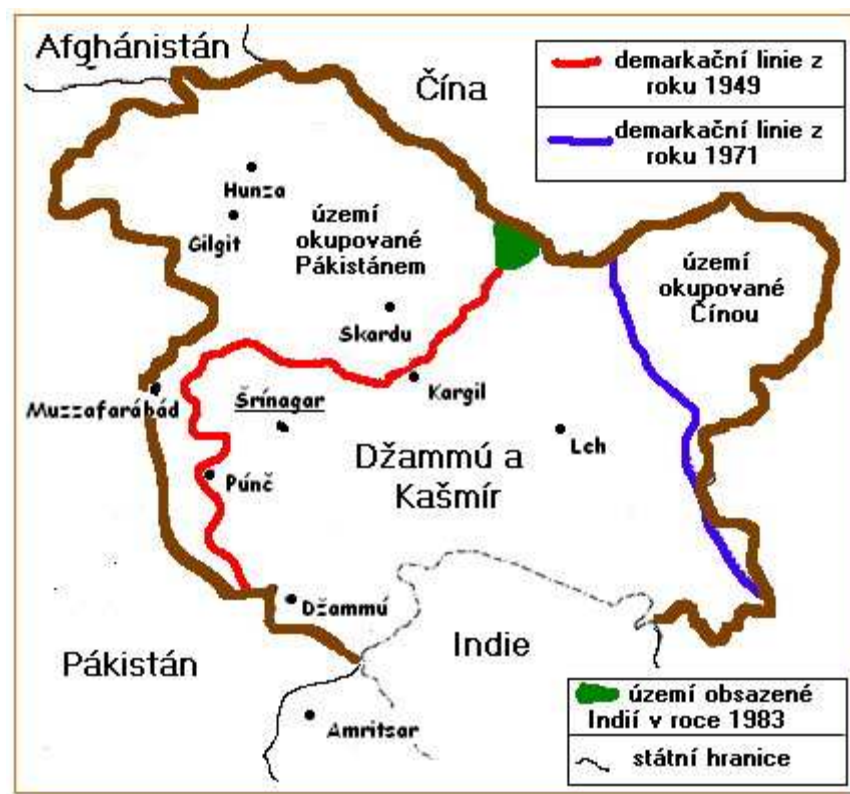 Afghánistán
Čína
demarkační linie z
roku 1949
demarkační linie z
roku 1971
Hunza
Gilgit
území
okupované
Pákistánem
území
okupované
Čínou
Skardu
Muzzafarábád
Šrínagar
Kargil
Lch
Púnč
Džammú a
Kašmír
Džammú
Indie
Pákistán
Amritsar
území obsazené
Indií v roce 1983
státní hranice